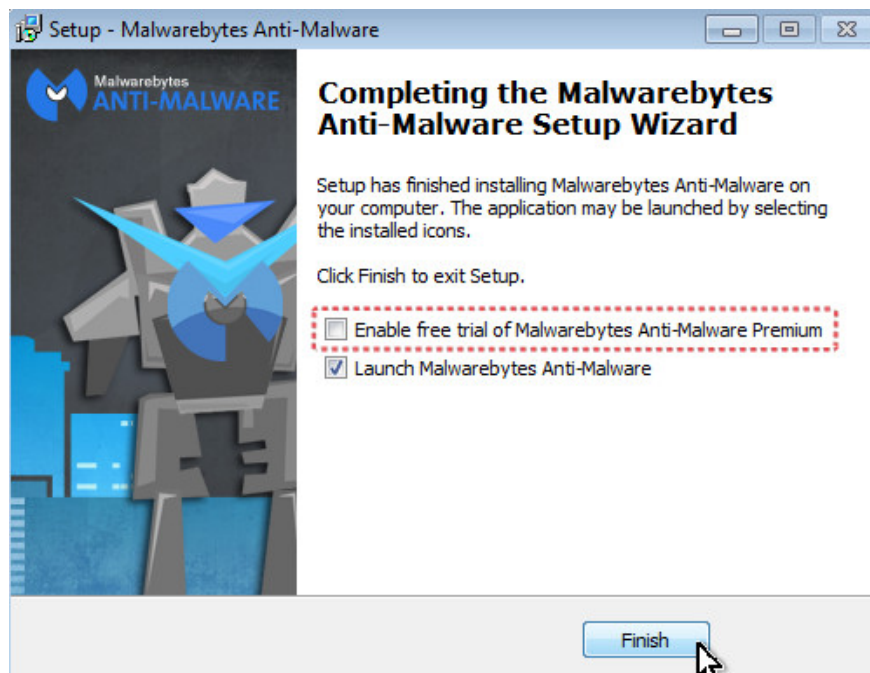 Setup - Malwarebytes Anti-Malware
Malwarebytes
ANTI-MALWARE
Completing the Malwarebytes
Anti-Malware Setup Wizard
Setup has finished installing Malwarebytes Anti-Malware on
your computer. The application may be launched by selecting
the installed icons.
Click Finish to exit Setup.
Enable free trial of Malwarebytes Anti-Malware Premium
Launch Malwarebytes Anti-Malware
Finish